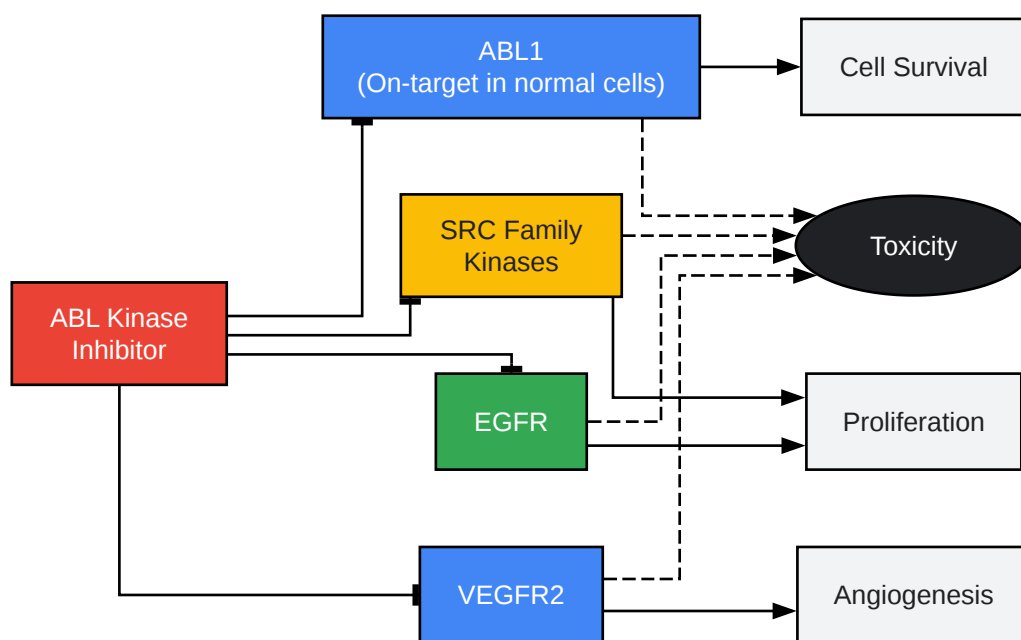 ABL1
(On-target in normal cells)
Cell Survival
SRC Family
Kinases
Toxicity
ABL Kinase
Inhibitor
EGFR
Proliferation
VEGFR2
Angiogenesis